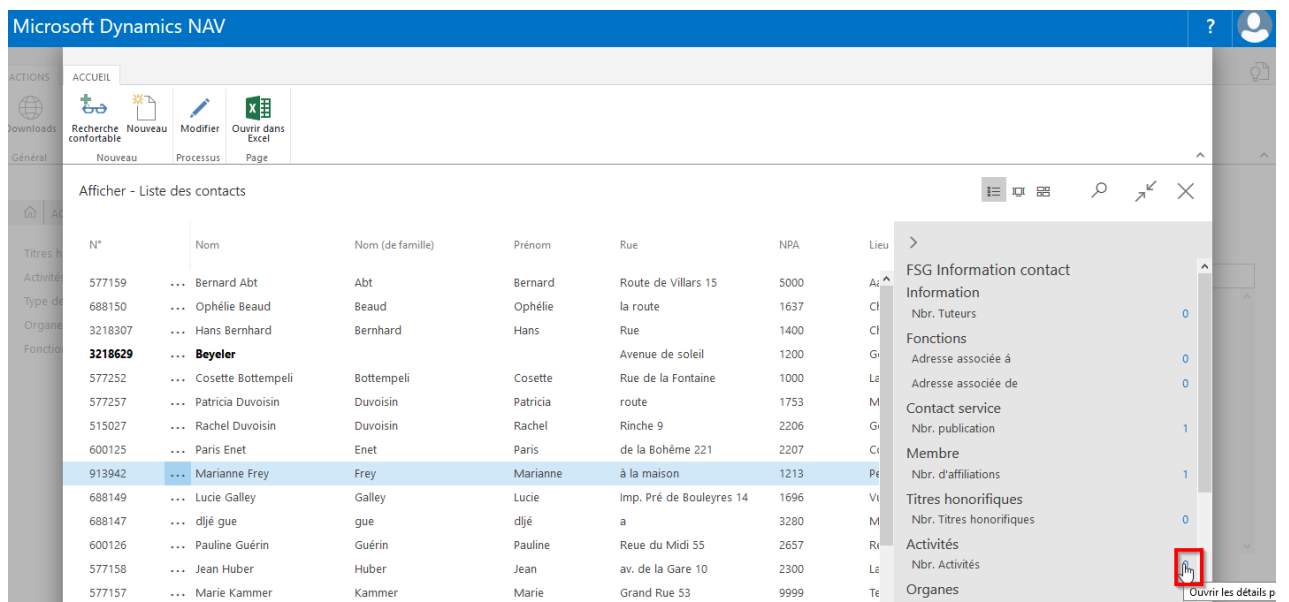 Microsoft Dynamics NAV ?
ACTIONS ACCUEIL
Downloads Recherche confortable Nouveau Modifier Ouvrir dans Excel
Général Nouveau Processus Page
Afficher - Liste des contacts
N° Nom Nom (de famille) Prénom Rue NPA Lieu
577159 ... Bernard Abt Abt Bernard Route de Villars 15 5000
688150 ... Ophélie Beaud Beaud Ophélie la route 1637
3218307 ... Hans Bernhard Bernhard Hans Rue 1400
3218629 ... Beyeler Avenue de soleil 1200
577252 ... Cosette Bottempeli Bottempeli Cosette Rue de la Fontaine 1000
577257 ... Patricia Duvoisin Duvoisin Patricia route 1753
515027 ... Rachel Duvoisin Duvoisin Rachel Rinche 9 2206
600125 ... Paris Enet Enet Paris de la Bohême 221 2207
913942 ... Marianne Frey Frey Marianne à la maison 1213
688149 ... Lucie Galley Galley Lucie Imp. Pré de Bouleyres 14 1696
688147 ... dljé gue gue dljé a 3280
600126 ... Pauline Guérin Guérin Pauline Reue du Midi 55 2657
577158 ... Jean Huber Huber Jean av. de la Gare 10 2300
577157 ... Marie Kammer Kammer Marie Grand Rue 53 9999
FSG Information contact
Information
Nbr. Tuteurs 0
Fonctions
Adresse associée á 0
Adresse associée de 0
Contact service
Nbr. publication 1
Membre
Nbr. d'affiliations 1
Titres honorifiques
Nbr. Titres honorifiques 0
Activités
Nbr. Activités
Organes
Ouvrir les détails p